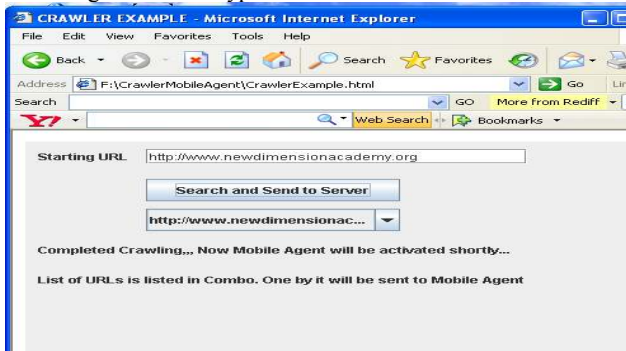 CRAWLER EXAMPLE - Microsoft Internet Explorer
File Edit View Favorites Tools Help
Back Search Favorites
Address F:\CrawlerMobileAgent\CrawlerExample.html Go
Search GO More from Rediff
Y! Web Search Bookmarks
Starting URL http://www.newdimensionacademy.org
Search and Send to Server
http://www.newdimensionac...
Completed Crawling,,, Now Mobile Agent will be activated shortly...
List of URLs is listed in Combo. One by it will be sent to Mobile Agent